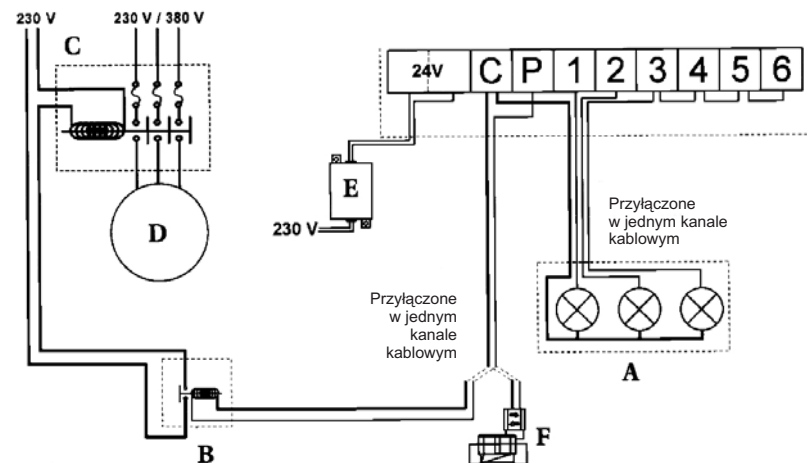 230 V
230 V / 380 V
C
24V
C
P
1
2
3
4
5
6
E
D
230 V
Przyłączone
w jednym kanale
kablowym
Przyłączone
w jednym
kanale
kablowym
A
B
F